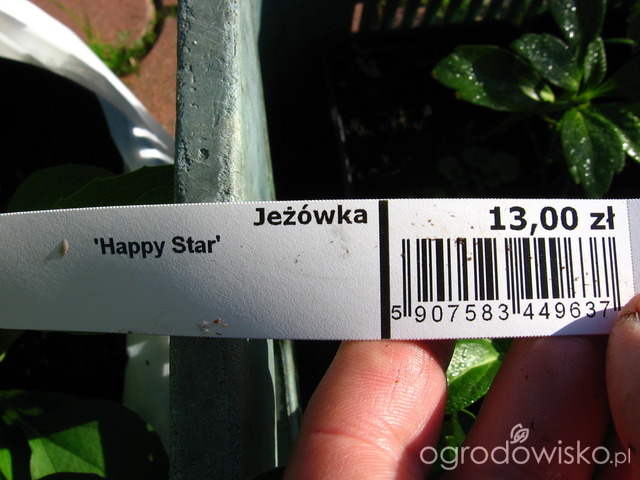 Jeżówka
'Happy Star'
13,00 zł
5 907583 449637
ogrodowisko.pl